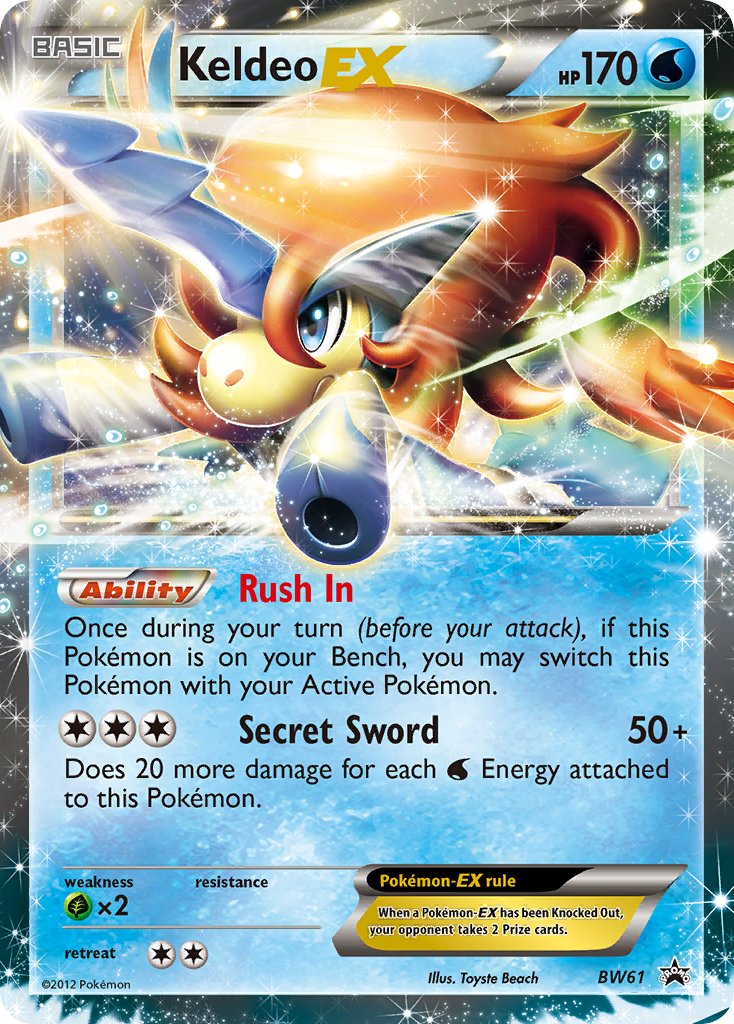 BASIC
KeldeoEX
HP170
Ability Rush In
Once during your turn (before your attack), if this
Pokémon is on your Bench, you may switch this
Pokémon with your Active Pokémon.
Secret Sword 50+
Does 20 more damage for each Energy attached
to this Pokémon.
weakness resistance
×2
Pokémon-EX rule
When a Pokémon-EX has been Knocked Out,
your opponent takes 2 Prize cards.
retreat
©2012 Pokémon
Illus. Toyste Beach
BW61
PROMO